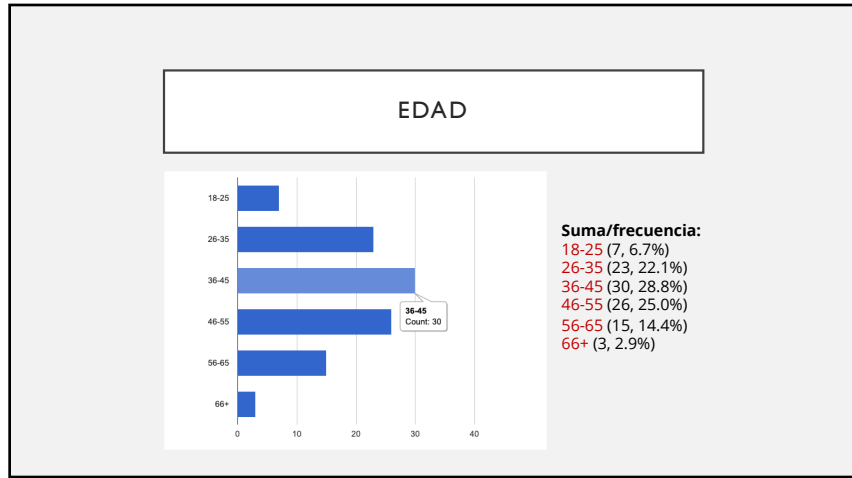 EDAD
18-25
26-35
36-45
46-55
56-65
66+
0 10 20 30 40
36-45
Count: 30
Suma/frecuencia:
18-25 (7, 6.7%)
26-35 (23, 22.1%)
36-45 (30, 28.8%)
46-55 (26, 25.0%)
56-65 (15, 14.4%)
66+ (3, 2.9%)